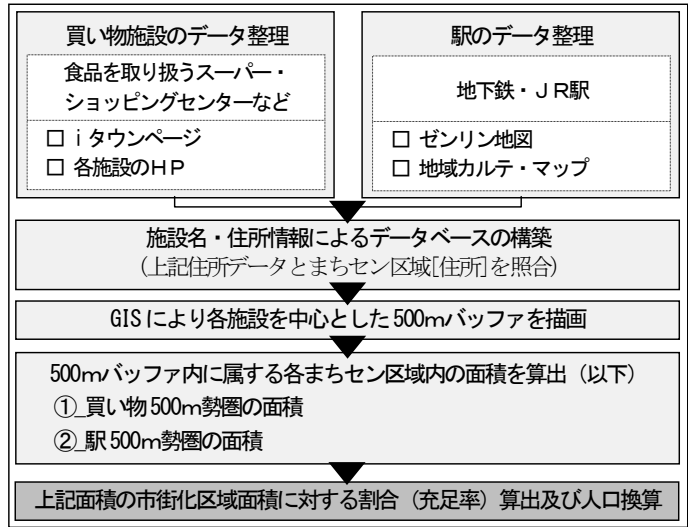 買い物施設のデータ整理
食品を取り扱うスーパー・
ショッピングセンターなど
□ ｉタウンページ
□ 各施設のＨＰ
駅のデータ整理
地下鉄・ＪＲ駅
□ ゼンリン地図
□ 地域カルテ・マップ
施設名・住所情報によるデータベースの構築
(上記住所データとまちセン区域[住所]を照合)
GISにより各施設を中心とした500mバッファを描画
500mバッファ内に属する各まちセン区域内の面積を算出（以下）
①_買い物500m勢圏の面積
②_駅500m勢圏の面積
上記面積の市街化区域面積に対する割合（充足率）算出及び人口換算